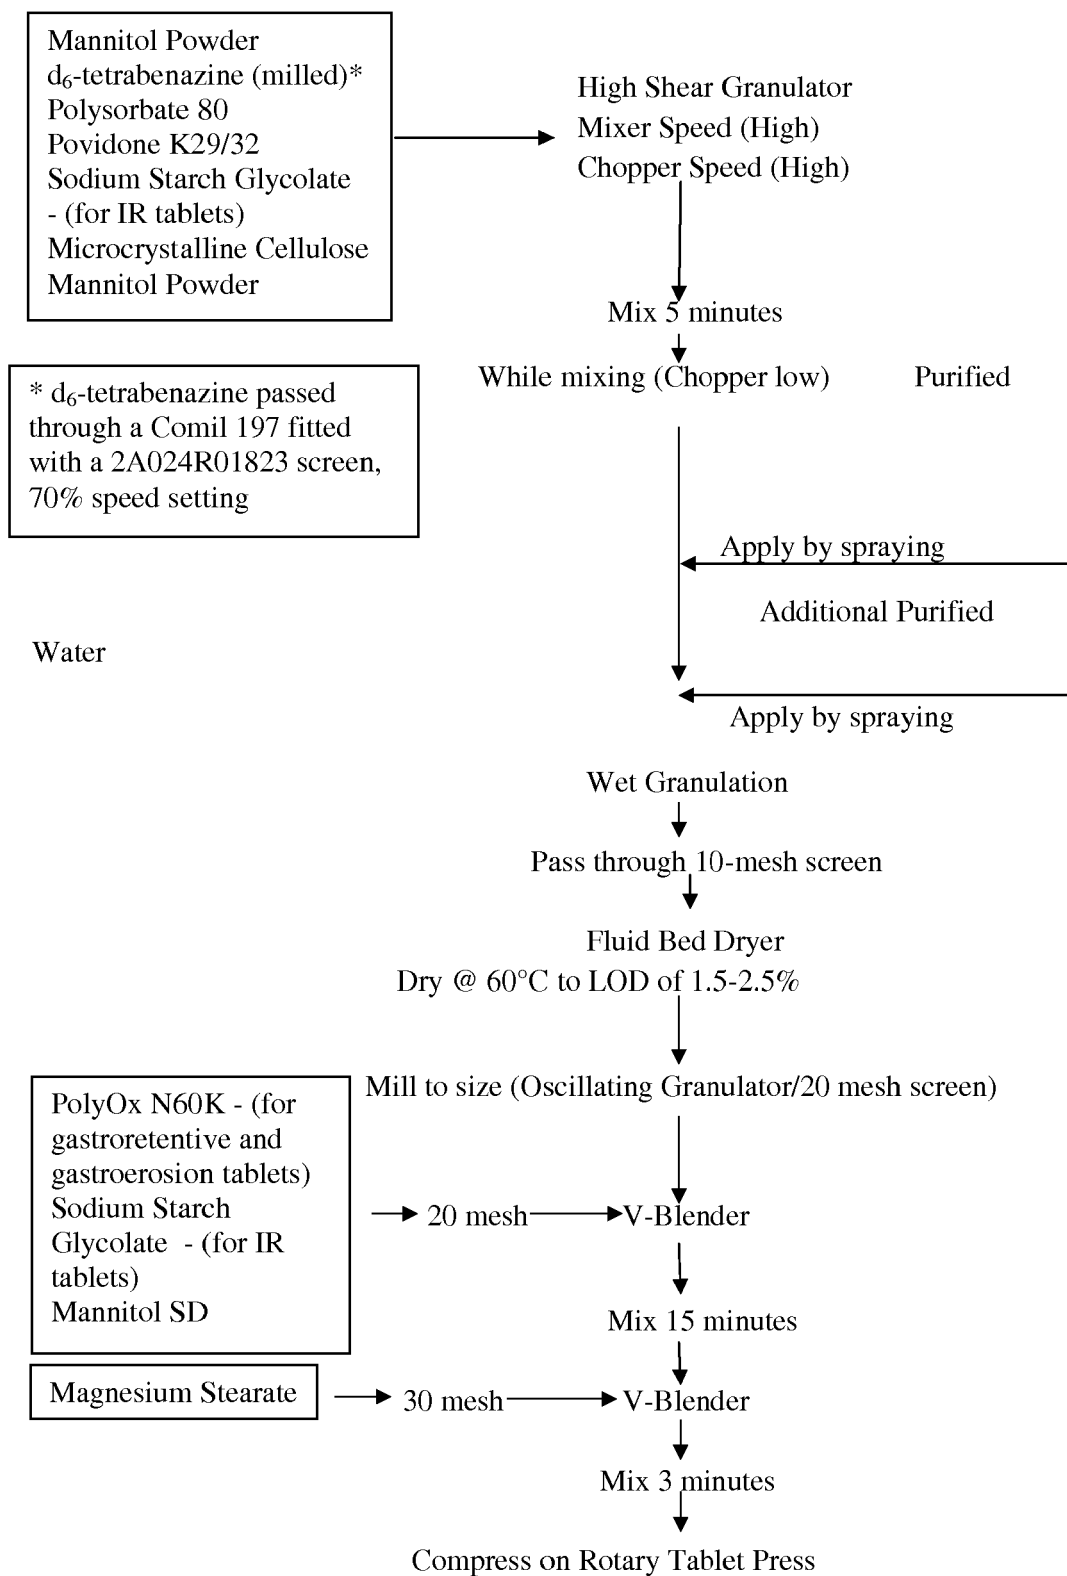 Mannitol Powder
d₆-tetrabenazine (milled)*
Polysorbate 80
Povidone K29/32
Sodium Starch Glycolate
- (for IR tablets)
Microcrystalline Cellulose
Mannitol Powder
High Shear Granulator
Mixer Speed (High)
Chopper Speed (High)
Mix 5 minutes
While mixing (Chopper low) Purified
* d₆-tetrabenazine passed
through a Comil 197 fitted
with a 2A024R01823 screen,
70% speed setting
Apply by spraying
Additional Purified
Water
Apply by spraying
Wet Granulation
Pass through 10-mesh screen
Fluid Bed Dryer
Dry @ 60°C to LOD of 1.5-2.5%
Mill to size (Oscillating Granulator/20 mesh screen)
PolyOx N60K - (for
gastroretentive and
gastroerosion tablets)
Sodium Starch
Glycolate - (for IR
tablets)
Mannitol SD
20 mesh
V-Blender
Mix 15 minutes
Magnesium Stearate
30 mesh
V-Blender
Mix 3 minutes
Compress on Rotary Tablet Press